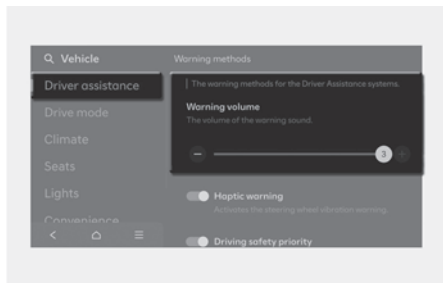 Vehicle
Warning methods
Driver assistance
The warning methods for the Driver Assistance systems.
Drive mode
Warning volume
The volume of the warning sound.
Climate
3
Seats
Lights
Haptic warning
Activates the steering wheel vibration warning.
Convenience
Driving safety priority